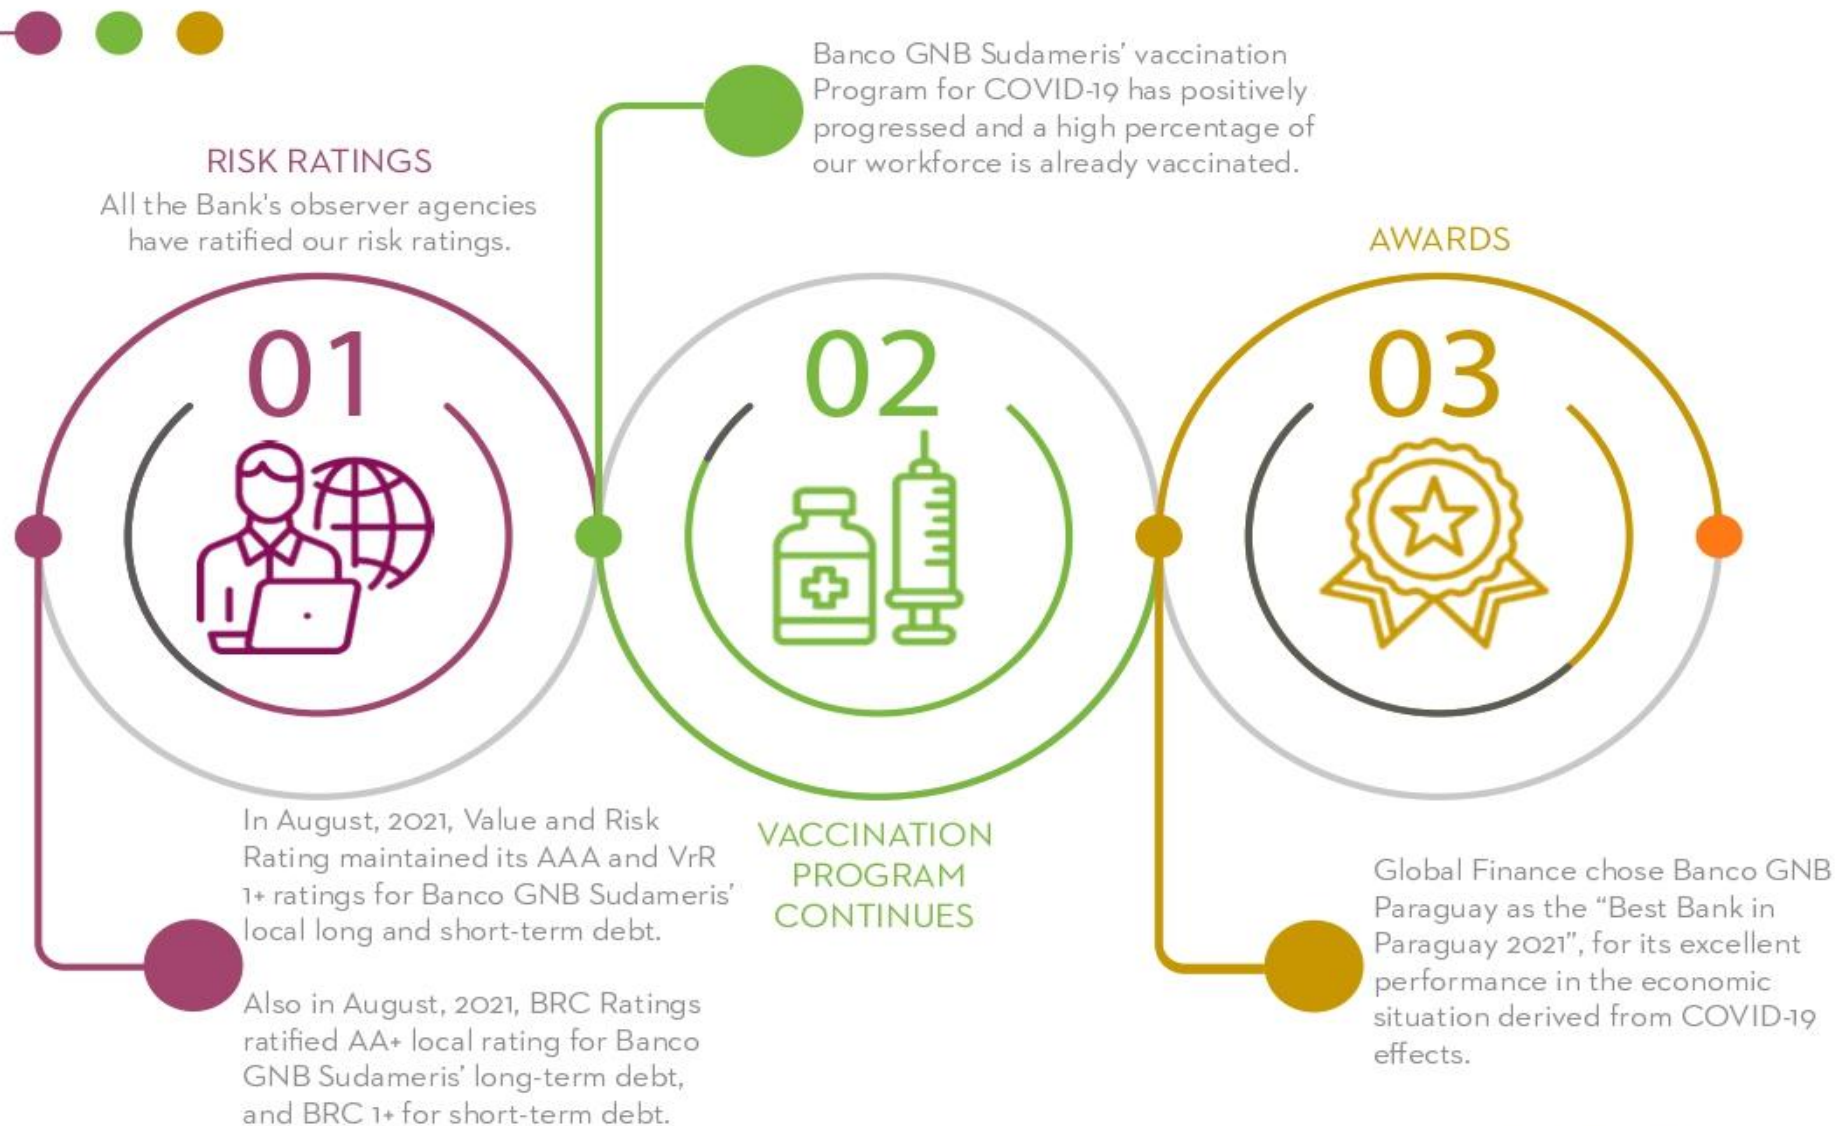 RISK RATINGS
All the Bank's observer agencies
have ratified our risk ratings.
01
In August, 2021, Value and Risk
Rating maintained its AAA and VrR
1+ ratings for Banco GNB Sudameris’
local long and short-term debt.
Also in August, 2021, BRC Ratings
ratified AA+ local rating for Banco
GNB Sudameris’ long-term debt,
and BRC 1+ for short-term debt.
Banco GNB Sudameris’ vaccination
Program for COVID-19 has positively
progressed and a high percentage of
our workforce is already vaccinated.
02
VACCINATION
PROGRAM
CONTINUES
AWARDS
03
Global Finance chose Banco GNB
Paraguay as the “Best Bank in
Paraguay 2021”, for its excellent
performance in the economic
situation derived from COVID-19
effects.